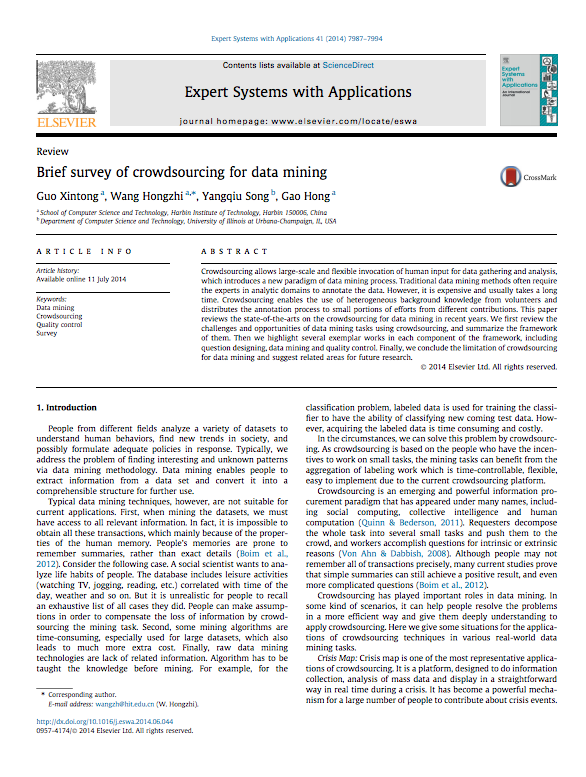 Expert Systems with Applications 41 (2014) 7987–7994
Contents lists available at ScienceDirect
Expert Systems with Applications
journal homepage: www.elsevier.com/locate/eswa
ELSEVIER
Expert
Systems
with
Applications
An International
Journal
Review
Brief survey of crowdsourcing for data mining
CrossMark
Guo Xintong a, Wang Hongzhi a,*, Yangqiu Song b, Gao Hong a
a School of Computer Science and Technology, Harbin Institute of Technology, Harbin 150006, China
b Department of Computer Science and Technology, University of Illinois at Urbana-Champaign, IL, USA
ARTICLE INFO
Article history:
Available online 11 July 2014
Keywords:
Data mining
Crowdsourcing
Quality control
Survey
ABSTRACT
Crowdsourcing allows large-scale and flexible invocation of human input for data gathering and analysis,
which introduces a new paradigm of data mining process. Traditional data mining methods often require
the experts in analytic domains to annotate the data. However, it is expensive and usually takes a long
time. Crowdsourcing enables the use of heterogeneous background knowledge from volunteers and
distributes the annotation process to small portions of efforts from different contributions. This paper
reviews the state-of-the-arts on the crowdsourcing for data mining in recent years. We first review the
challenges and opportunities of data mining tasks using crowdsourcing, and summarize the framework
of them. Then we highlight several exemplar works in each component of the framework, including
question designing, data mining and quality control. Finally, we conclude the limitation of crowdsourcing
for data mining and suggest related areas for future research.
© 2014 Elsevier Ltd. All rights reserved.
1. Introduction
People from different fields analyze a variety of datasets to
understand human behaviors, find new trends in society, and
possibly formulate adequate policies in response. Typically, we
address the problem of finding interesting and unknown patterns
via data mining methodology. Data mining enables people to
extract information from a data set and convert it into a
comprehensible structure for further use.
Typical data mining techniques, however, are not suitable for
current applications. First, when mining the datasets, we must
have access to all relevant information. In fact, it is impossible to
obtain all these transactions, which mainly because of the proper-
ties of the human memory. People's memories are prone to
remember summaries, rather than exact details (Boim et al.,
2012). Consider the following case. A social scientist wants to ana-
lyze life habits of people. The database includes leisure activities
(watching TV, jogging, reading, etc.) correlated with time of the
day, weather and so on. But it is unrealistic for people to recall
an exhaustive list of all cases they did. People can make assump-
tions in order to compensate the loss of information by crowd-
sourcing the mining task. Second, some mining algorithms are
time-consuming, especially used for large datasets, which also
leads to much more extra cost. Finally, raw data mining
technologies are lack of related information. Algorithm has to be
taught the knowledge before mining. For example, for the
* Corresponding author.
E-mail address: wangzh@hit.edu.cn (W. Hongzhi).
http://dx.doi.org/10.1016/j.eswa.2014.06.044
0957-4174/© 2014 Elsevier Ltd. All rights reserved.
classification problem, labeled data is used for training the classi-
fier to have the ability of classifying new coming test data. How-
ever, acquiring the labeled data is time consuming and costly.
In the circumstances, we can solve this problem by crowdsourc-
ing. As crowdsourcing is based on the people who have the incen-
tives to work on small tasks, the mining tasks can benefit from the
aggregation of labeling work which is time-controllable, flexible,
easy to implement due to the current crowdsourcing platform.
Crowdsourcing is an emerging and powerful information pro-
curement paradigm that has appeared under many names, includ-
ing social computing, collective intelligence and human
computation (Quinn & Bederson, 2011). Requesters decompose
the whole task into several small tasks and push them to the
crowd, and workers accomplish questions for intrinsic or extrinsic
reasons (Von Ahn & Dabbish, 2008). Although people may not
remember all of transactions precisely, many current studies prove
that simple summaries can still achieve a positive result, and even
more complicated questions (Boim et al., 2012).
Crowdsourcing has played important roles in data mining. In
some kind of scenarios, it can help people resolve the problems
in a more efficient way and give them deeply understanding to
apply crowdsourcing. Here we give some situations for the applica-
tions of crowdsourcing techniques in various real-world data
mining tasks.
Crisis Map: Crisis map is one of the most representative applica-
tions of crowdsourcing. It is a platform, designed to do information
collection, analysis of mass data and display in a straightforward
way in real time during a crisis. It has become a powerful mecha-
nism for a large number of people to contribute about crisis events.